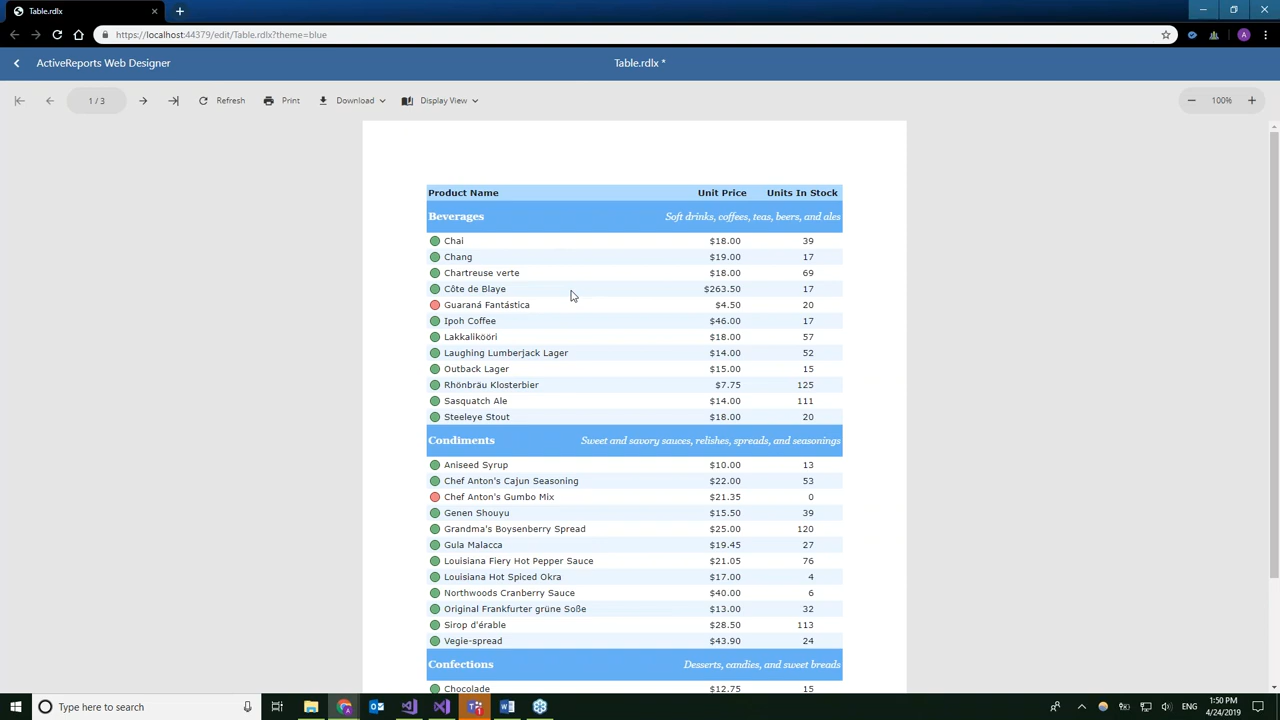 Table.rdlx
https://localhost:44379/edit/Table.rdlx?theme=blue
A
ActiveReports Web Designer
Table.rdlx *
1 / 3
Refresh
Print
Download
Display View
100%
Product Name Unit Price Units In Stock
Beverages Soft drinks, coffees, teas, beers, and ales
Chai $18.00 39
Chang $19.00 17
Chartreuse verte $18.00 69
Côte de Blaye $263.50 17
Guaraná Fantástica $4.50 20
Ipoh Coffee $46.00 17
Lakkalikööri $18.00 57
Laughing Lumberjack Lager $14.00 52
Outback Lager $15.00 15
Rhönbräu Klosterbier $7.75 125
Sasquatch Ale $14.00 111
Steeleye Stout $18.00 20
Condiments Sweet and savory sauces, relishes, spreads, and seasonings
Aniseed Syrup $10.00 13
Chef Anton's Cajun Seasoning $22.00 53
Chef Anton's Gumbo Mix $21.35 0
Genen Shouyu $15.50 39
Grandma's Boysenberry Spread $25.00 120
Gula Malacca $19.45 27
Louisiana Fiery Hot Pepper Sauce $21.05 76
Louisiana Hot Spiced Okra $17.00 4
Northwoods Cranberry Sauce $40.00 6
Original Frankfurter grüne Soße $13.00 32
Sirop d'érable $28.50 113
Vegie-spread $43.90 24
Confections Desserts, candies, and sweet breads
Chocolade $12.75 15
Type here to search
ENG
1:50 PM
4/24/2019